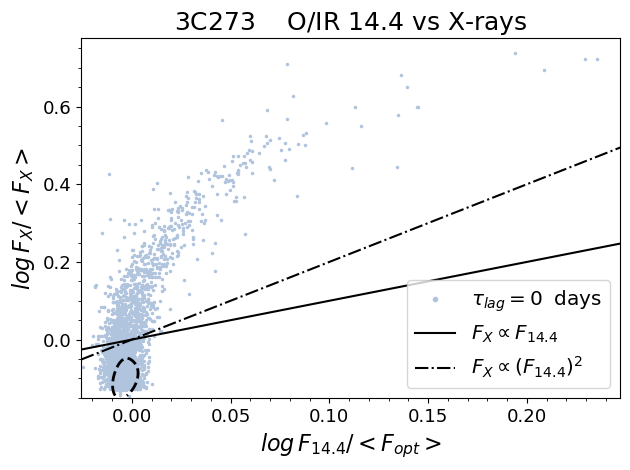 3C273    O/IR 14.4 vs X-rays
log F_X / < F_X >
0.6
0.4
0.2
0.0
τ_lag = 0 days
F_X ∝ F_14.4
F_X ∝ (F_14.4)^2
0.00 0.05 0.10 0.15 0.20
log F_14.4 / < F_opt >